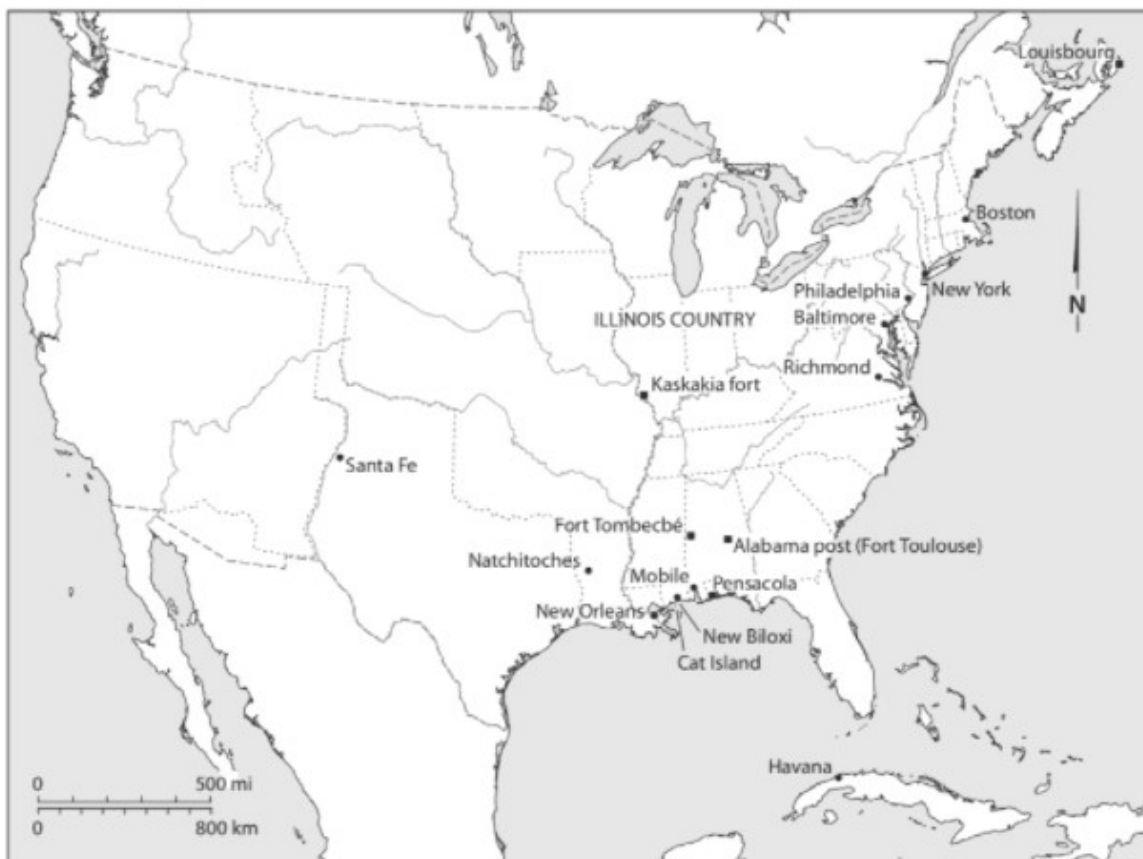 Louisbourg
Boston
New York
Philadelphia
Baltimore
N
ILLINOIS COUNTRY
Richmond
Kaskakia fort
Santa Fe
Fort Tombecbé
Alabama post (Fort Toulouse)
Natchitoches
Mobile
Pensacola
New Orleans
New Biloxi
Cat Island
Havana
0 500 mi
0 800 km